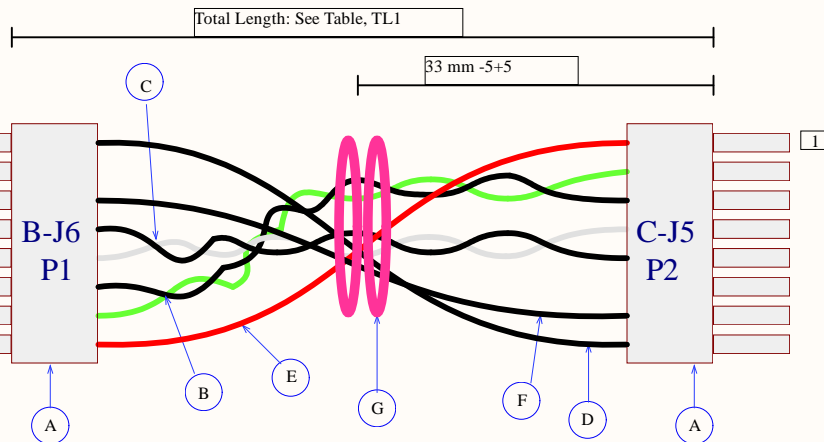 Total Length: See Table, TL1
33 mm -5+5
C
1
B-J6
P1
C-J5
P2
E
B
G
F
D
A
A